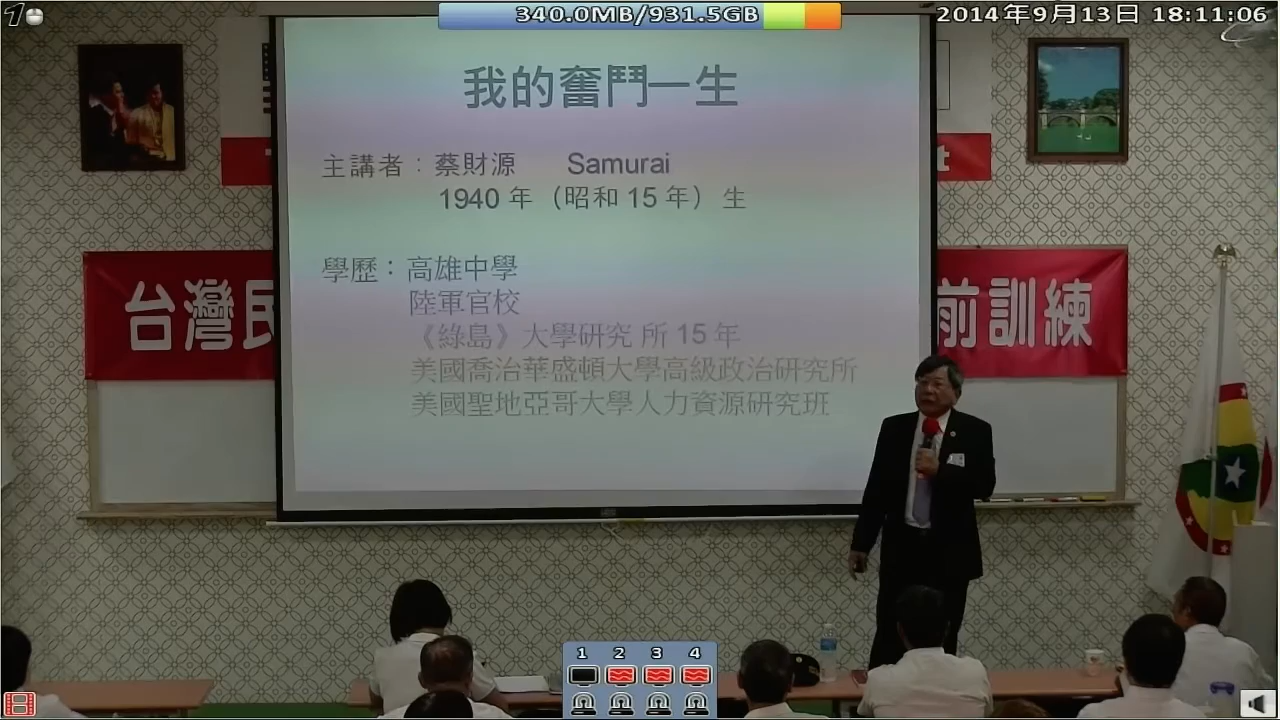 340.0MB/931.5GB
2014年9月13日 18:11:06
我的奮鬥一生
主講者：蔡財源 Samurai
1940 年（昭和 15 年） 生
學歷：高雄中學
陸軍官校
《綠島》大學研究 所 15 年
美國喬治華盛頓大學高級政治研究所
美國聖地亞哥大學人力資源研究班
台灣民
前訓練
t
1 2 3 4